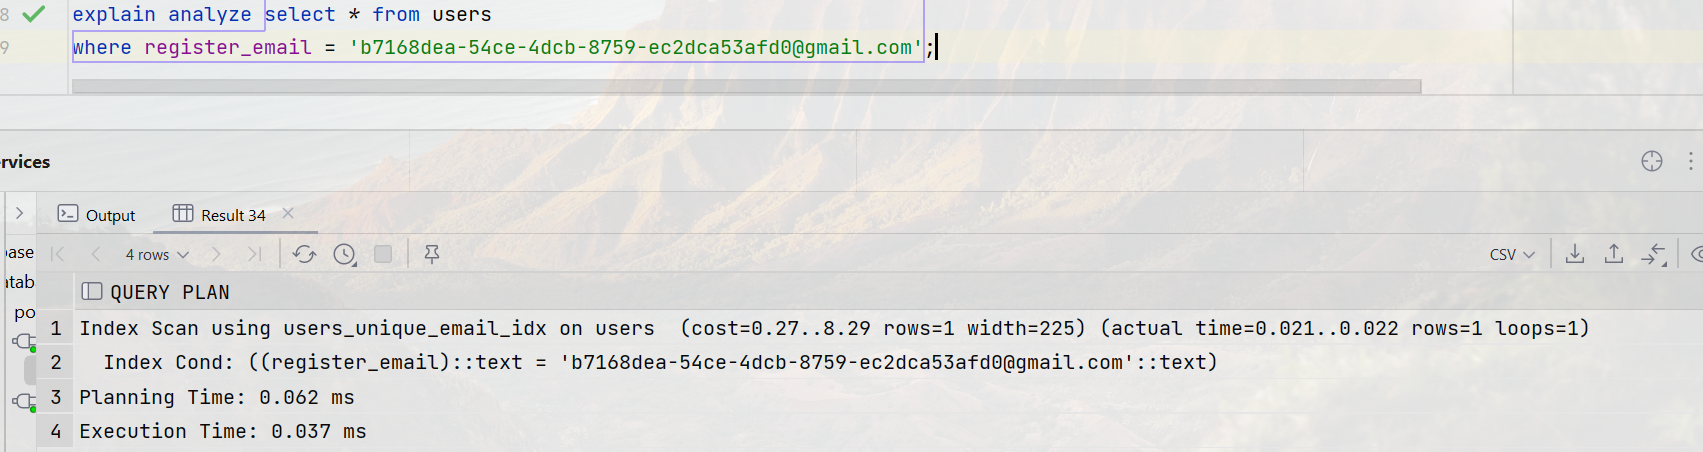 8 explain analyze select * from users
9 where register_email = 'b7168dea-54ce-4dcb-8759-ec2dca53afd0@gmail.com';
ervices
Output Result 34
base
4 rows CSV
atab
QUERY PLAN
po
1 Index Scan using users_unique_email_idx on users (cost=0.27..8.29 rows=1 width=225) (actual time=0.021..0.022 rows=1 loops=1)
2 Index Cond: ((register_email)::text = 'b7168dea-54ce-4dcb-8759-ec2dca53afd0@gmail.com'::text)
3 Planning Time: 0.062 ms
4 Execution Time: 0.037 ms